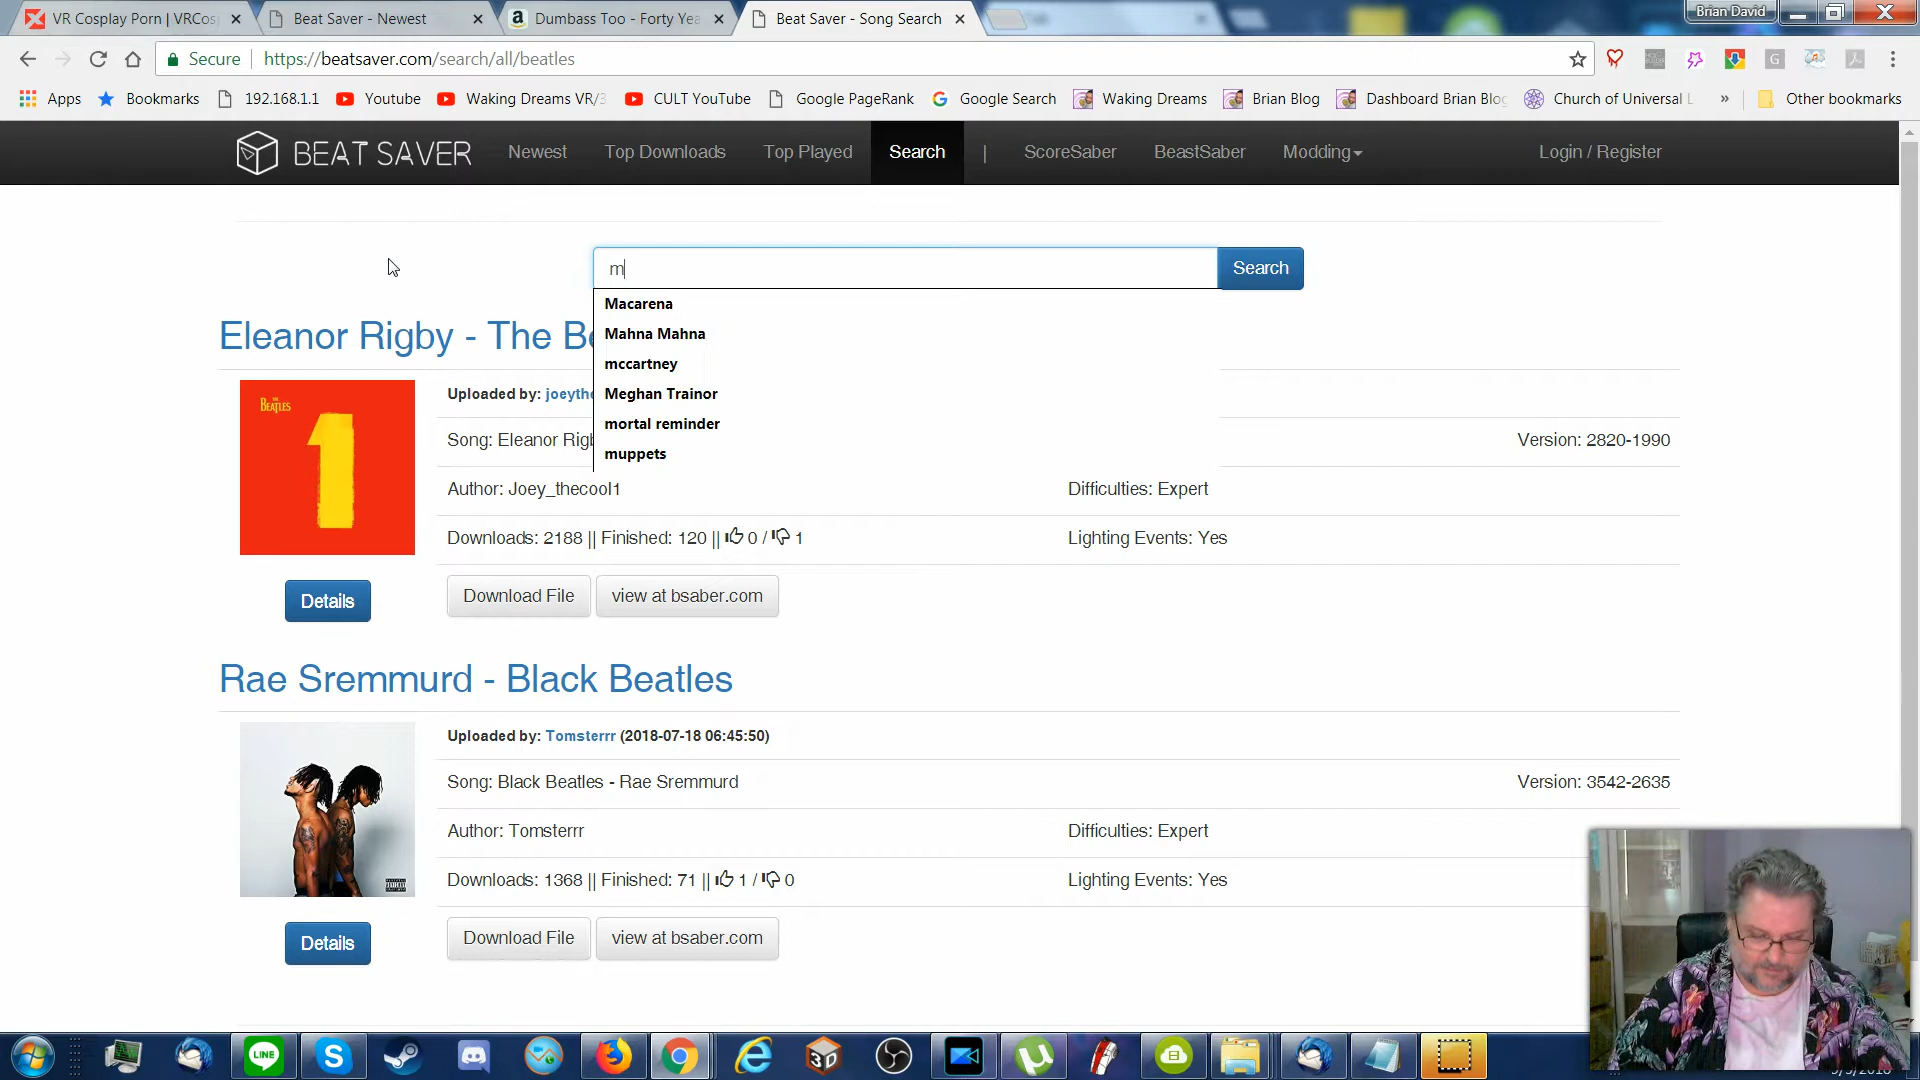 VR Cosplay Porn | VRCos
Beat Saver - Newest
Dumbass Too - Forty Yea
Beat Saver - Song Search
Brian David
Secure
https://beatsaver.com/search/all/beatles
Apps
Bookmarks
192.168.1.1
Youtube
Waking Dreams VR/3
CULT YouTube
Google PageRank
Google Search
Waking Dreams
Brian Blog
Dashboard Brian Blog
Church of Universal L
»
Other bookmarks
BEAT SAVER
Newest
Top Downloads
Top Played
Search
|
ScoreSaber
BeastSaber
Modding
Login / Register
m
Search
Macarena
Mahna Mahna
mccartney
Meghan Trainor
mortal reminder
muppets
Eleanor Rigby - The Be
THE BEATLES
1
Uploaded by: joeythe
Song: Eleanor Rigb
Version: 2820-1990
Author: Joey_thecool1
Difficulties: Expert
Downloads: 2188 || Finished: 120 || 0 / 1
Lighting Events: Yes
Details
Download File
view at bsaber.com
Rae Sremmurd - Black Beatles
Uploaded by: Tomsterrr (2018-07-18 06:45:50)
Song: Black Beatles - Rae Sremmurd
Version: 3542-2635
Author: Tomsterrr
Difficulties: Expert
Downloads: 1368 || Finished: 71 || 1 / 0
Lighting Events: Yes
Details
Download File
view at bsaber.com
LINE
3D